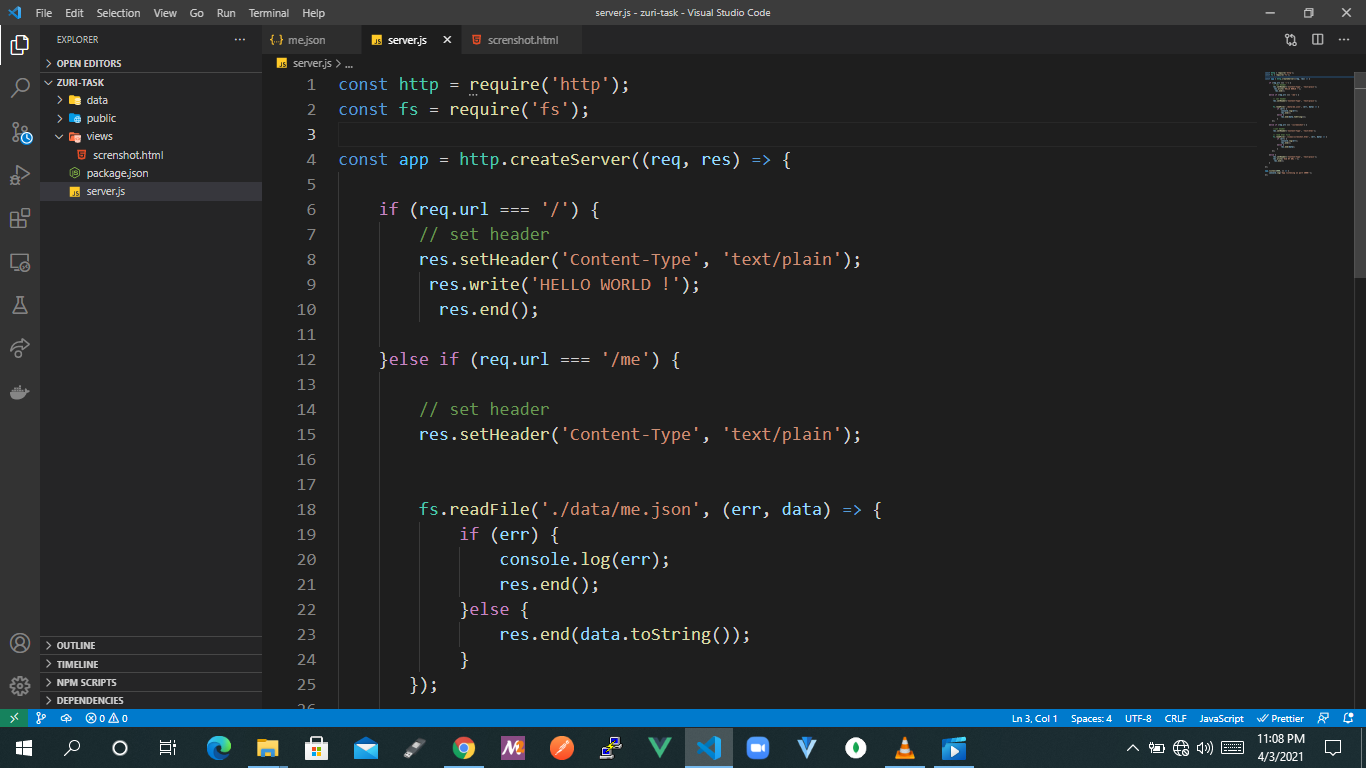 File Edit Selection View Go Run Terminal Help
server.js - zuri-task - Visual Studio Code
EXPLORER
OPEN EDITORS
ZURI-TASK
data
public
views
screnshot.html
package.json
server.js
OUTLINE
TIMELINE
NPM SCRIPTS
DEPENDENCIES
me.json
server.js
screnshot.html
server.js > ...
1 const http = require('http');
2 const fs = require('fs');
3
4 const app = http.createServer((req, res) => {
5
6 if (req.url === '/') {
7 // set header
8 res.setHeader('Content-Type', 'text/plain');
9 res.write('HELLO WORLD !');
10 res.end();
11
12 }else if (req.url === '/me') {
13
14 // set header
15 res.setHeader('Content-Type', 'text/plain');
16
17
18 fs.readFile('./data/me.json', (err, data) => {
19 if (err) {
20 console.log(err);
21 res.end();
22 }else {
23 res.end(data.toString());
24 }
25 });
26
0 0
Ln 3, Col 1 Spaces: 4 UTF-8 CRLF JavaScript Prettier
11:08 PM
4/3/2021